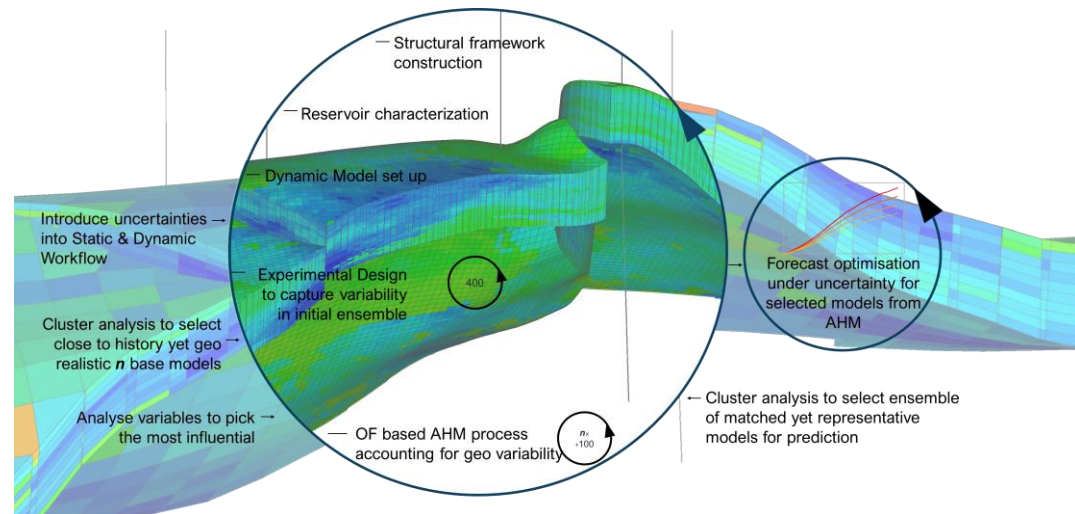 Structural framework
construction
Reservoir characterization
Dynamic Model set up
Introduce uncertainties
into Static & Dynamic
Workflow
Experimental Design
to capture variability
in initial ensemble
400
Cluster analysis to select
close to history yet geo
realistic n base models
Analyse variables to pick
the most influential
OF based AHM process
accounting for geo variability
n×
~100
Cluster analysis to select ensemble
of matched yet representative
models for prediction
Forecast optimisation
under uncertainty for
selected models from
AHM